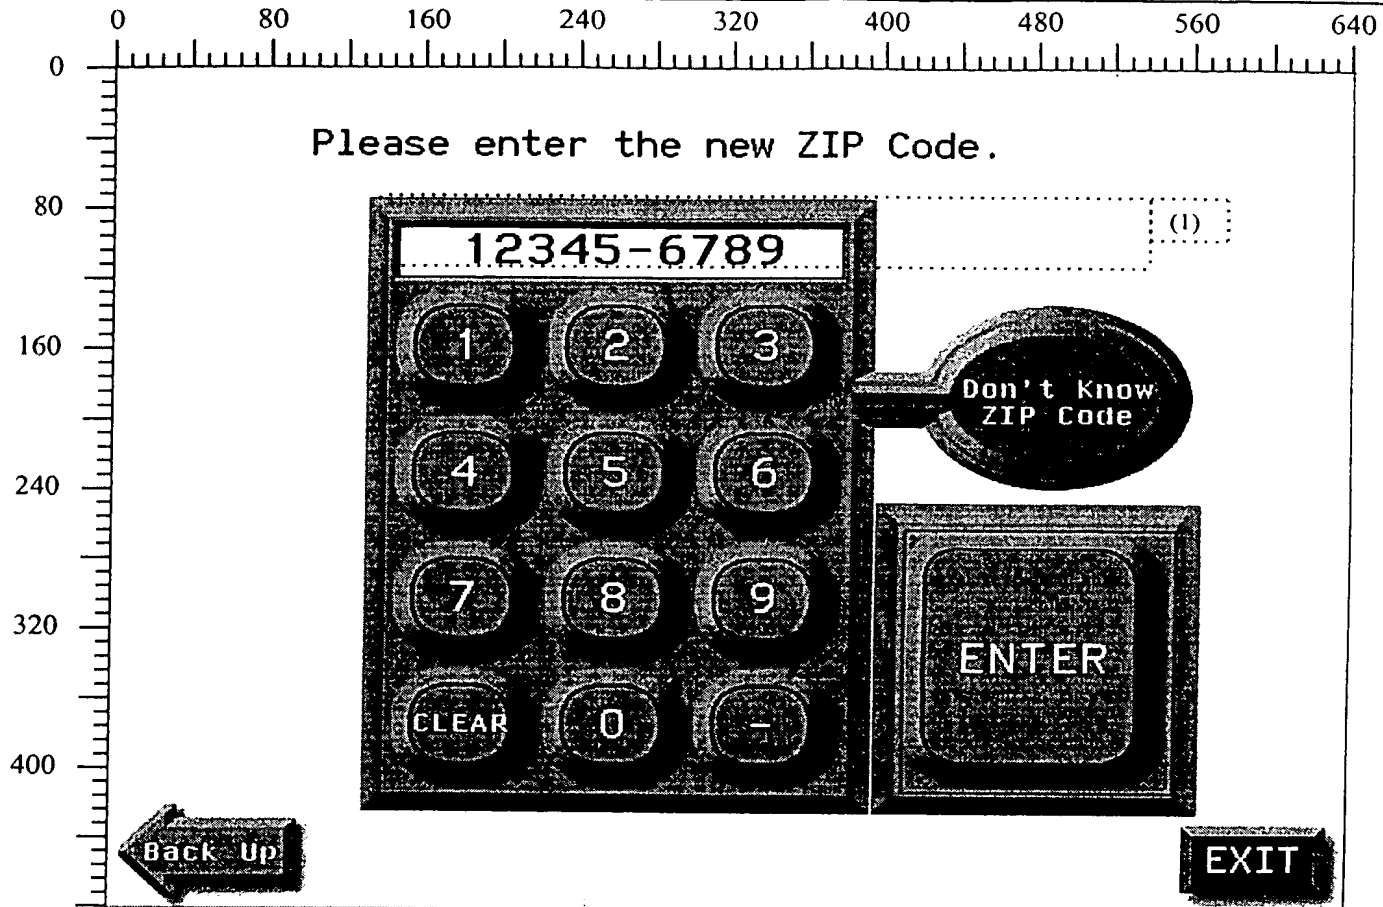 0 80 160 240 320 400 480 560 640
0
Please enter the new ZIP Code.
80
(1)
12345-6789
1 2 3
160
Don't Know
ZIP Code
4 5 6
240
7 8 9
320
ENTER
CLEAR 0 -
400
Back Up
EXIT